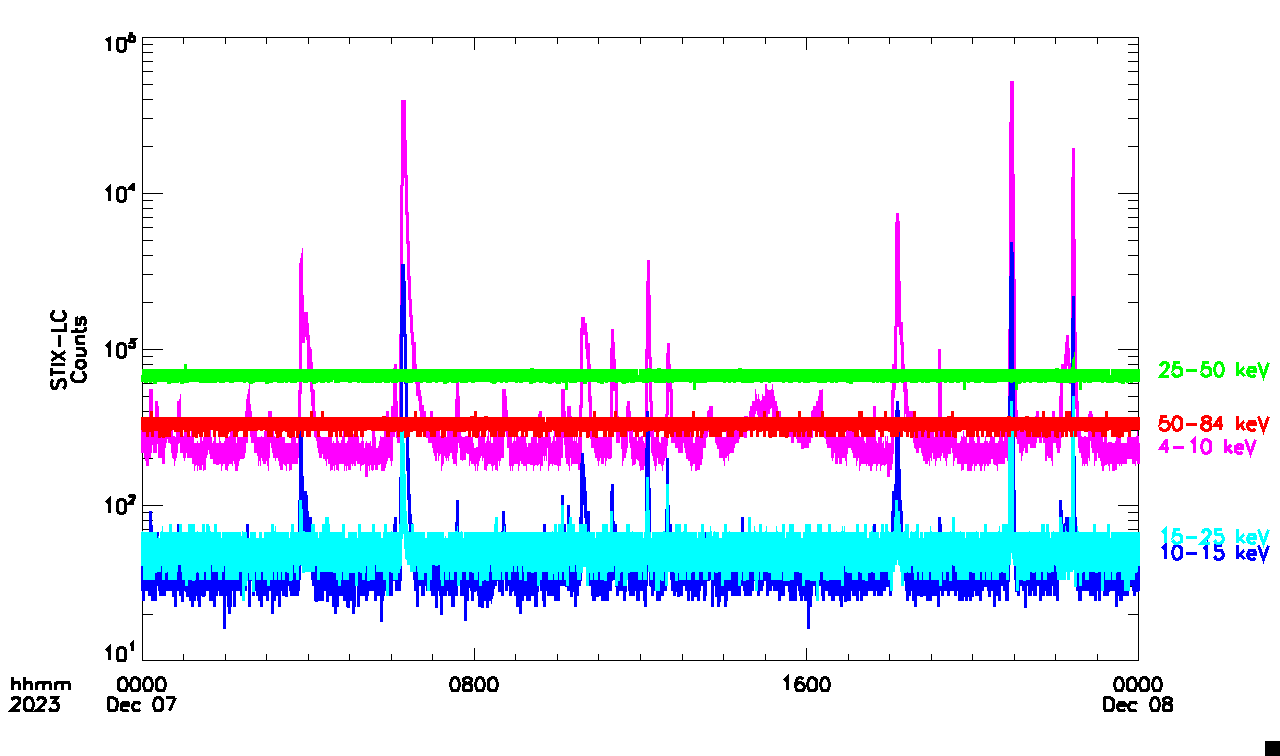 10⁵
10⁴
10³
10²
10¹
STIX-LC
Counts
25-50 keV
50-84 keV
4-10 keV
15-25 keV
10-15 keV
hhmm 0000 0800 1600 0000
2023 Dec 07 Dec 08